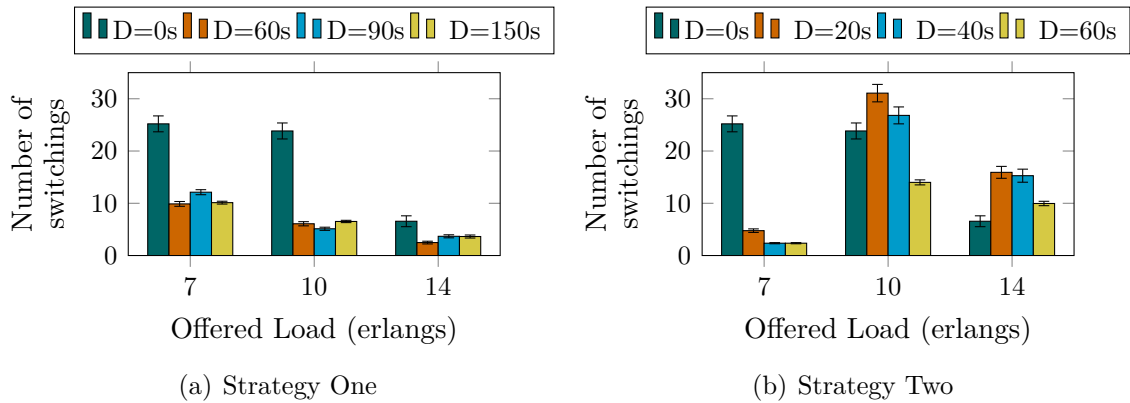 D=0s D=60s D=90s D=150s
30
20
10
0
Number of
switchings
7 10 14
Offered Load (erlangs)
(a) Strategy One
D=0s D=20s D=40s D=60s
30
20
10
0
Number of
switchings
7 10 14
Offered Load (erlangs)
(b) Strategy Two